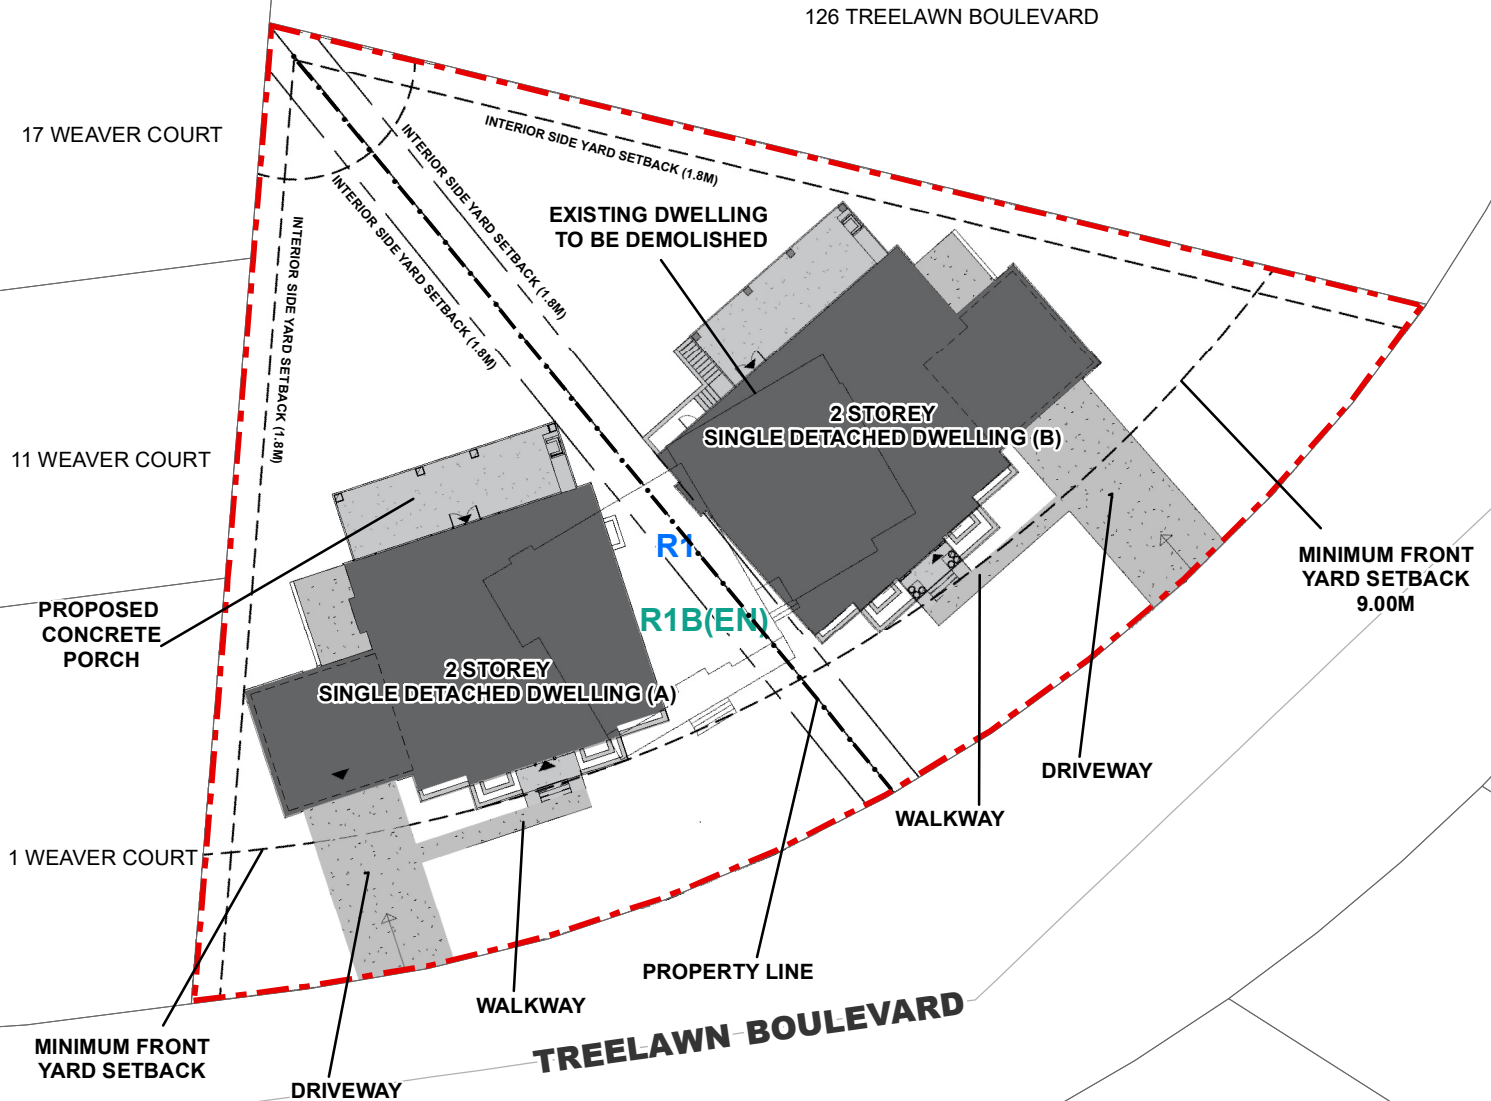 126 TREELAWN BOULEVARD
17 WEAVER COURT
INTERIOR SIDE YARD SETBACK (1.8M)
INTERIOR SIDE YARD SETBACK (1.8M)
INTERIOR SIDE YARD SETBACK (1.8M)
INTERIOR SIDE YARD SETBACK (1.8M)
EXISTING DWELLING
TO BE DEMOLISHED
2 STOREY
SINGLE DETACHED DWELLING (B)
11 WEAVER COURT
R1
R1B(EN)
MINIMUM FRONT
YARD SETBACK
9.00M
PROPOSED
CONCRETE
PORCH
2 STOREY
SINGLE DETACHED DWELLING (A)
DRIVEWAY
WALKWAY
1 WEAVER COURT
PROPERTY LINE
WALKWAY
TREELAWN BOULEVARD
MINIMUM FRONT
YARD SETBACK
DRIVEWAY